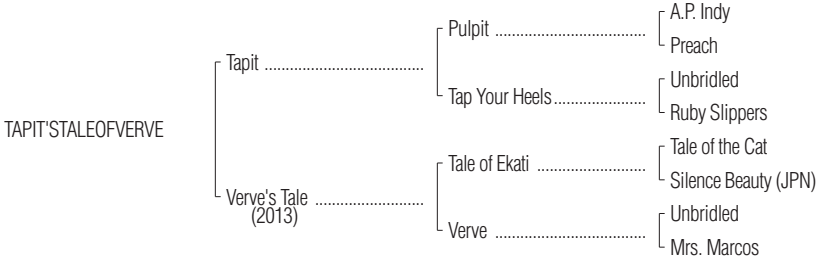 A.P. Indy
Pulpit ......................................
Preach
Tapit ........................................
Unbridled
Tap Your Heels .......................
Ruby Slippers
TAPIT'STALEOFVERVE
Tale of the Cat
Tale of Ekati ...........................
Silence Beauty (JPN)
Verve's Tale ...........................
(2013)
Unbridled
Verve ......................................
Mrs. Marcos